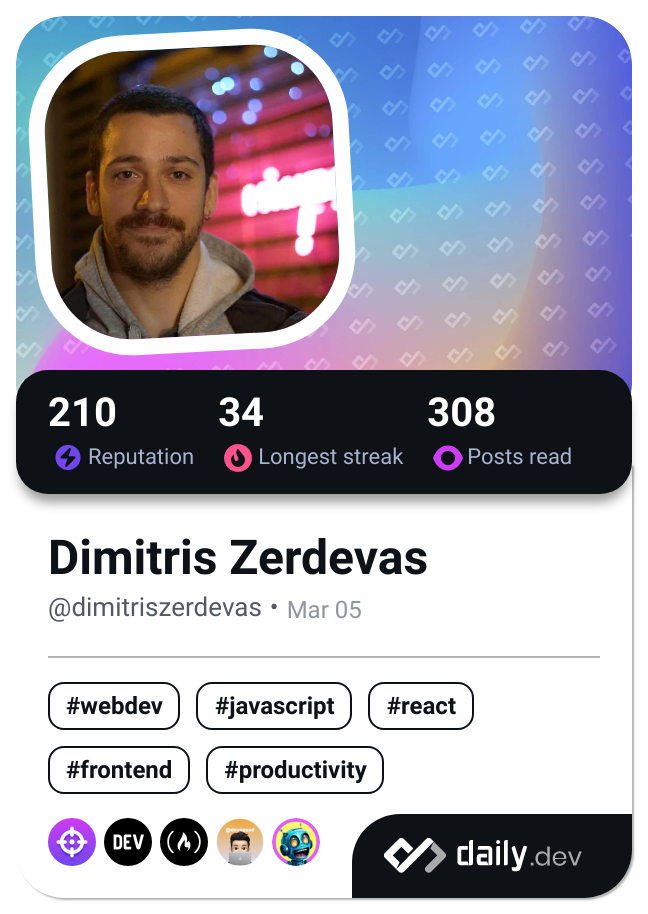 210 34 308
Reputation Longest streak Posts read
Dimitris Zerdevas
@dimitriszerdevas • Mar 05
#webdev #javascript #react
#frontend #productivity
DEV
daily.dev